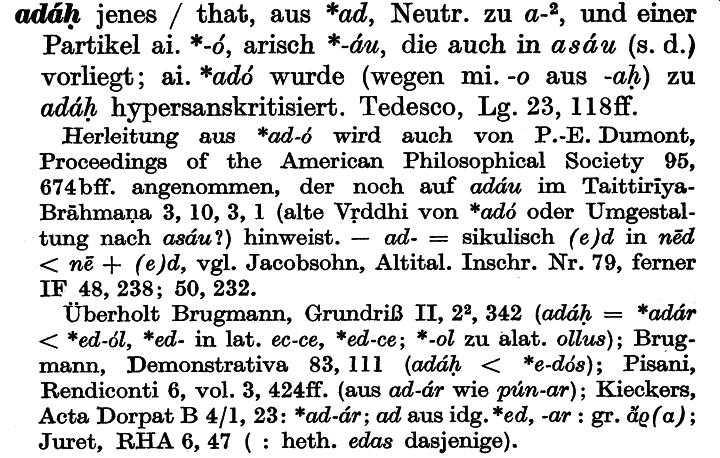 adáḥ jenes / that, aus *ad, Neutr. zu a-², und einer
Partikel ai. *-ó, arisch *-áu, die auch in asáu (s. d.)
vorliegt; ai. *adó wurde (wegen mi. -o aus -aḥ) zu
adáḥ hypersanskritisiert. Tedesco, Lg. 23, 118ff.
Herleitung aus *ad-ó wird auch von P.-E. Dumont,
Proceedings of the American Philosophical Society 95,
674bff. angenommen, der noch auf adáu im Taittirīya-
Brāhmaṇa 3, 10, 3, 1 (alte Vṛddhi von *adó oder Umgestal-
tung nach asáu?) hinweist. — ad- = sikulisch (e)d in nēd
< nē + (e)d, vgl. Jacobsohn, Altital. Inschr. Nr. 79, ferner
IF 48, 238; 50, 232.
Überholt Brugmann, Grundriß II, 2², 342 (adáḥ = *adár
< *ed-ól, *ed- in lat. ec-ce, *ed-ce; *-ol zu alat. ollus); Brug-
mann, Demonstrativa 83, 111 (adáḥ < *e-dós); Pisani,
Rendiconti 6, vol. 3, 424ff. (aus ad-ár wie pún-ar); Kieckers,
Acta Dorpat B 4/1, 23: *ad-ár; ad aus idg. *ed, -ar : gr. ἄρ(α);
Juret, RHA 6, 47 ( : heth. edas dasjenige).